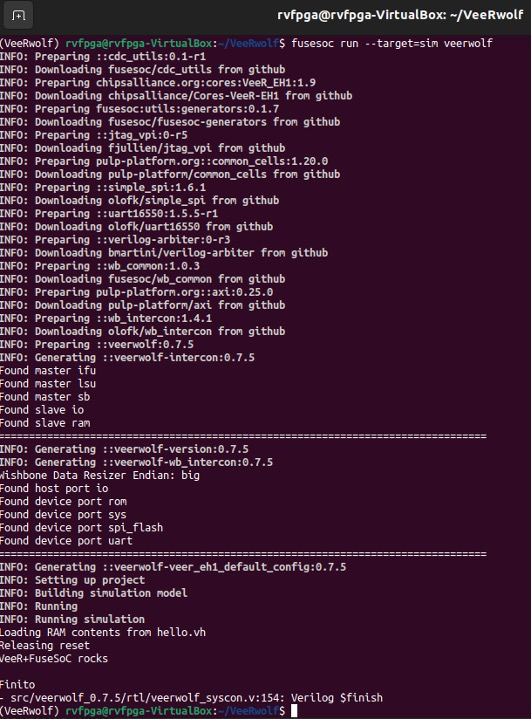 rvfpga@rvfpga-VirtualBox: ~/VeeRwolf
(VeeRwolf) rvfpga@rvfpga-VirtualBox:~/VeeRwolf$ fusesoc run --target=sim veerwolf
INFO: Preparing ::cdc_utils:0.1-r1
INFO: Downloading fusesoc/cdc_utils from github
INFO: Preparing chipsalliance.org:cores:VeeR_EH1:1.9
INFO: Downloading chipsalliance/Cores-VeeR-EH1 from github
INFO: Preparing fusesoc:utils:generators:0.1.7
INFO: Downloading fusesoc/fusesoc-generators from github
INFO: Preparing ::jtag_vpi:0-r5
INFO: Downloading fjullien/jtag_vpi from github
INFO: Preparing pulp-platform.org::common_cells:1.20.0
INFO: Downloading pulp-platform/common_cells from github
INFO: Preparing ::simple_spi:1.6.1
INFO: Downloading olofk/simple_spi from github
INFO: Preparing ::uart16550:1.5.5-r1
INFO: Downloading olofk/uart16550 from github
INFO: Preparing ::verilog-arbiter:0-r3
INFO: Downloading bmartini/verilog-arbiter from github
INFO: Preparing ::wb_common:1.0.3
INFO: Downloading fusesoc/wb_common from github
INFO: Preparing pulp-platform.org::axi:0.25.0
INFO: Downloading pulp-platform/axi from github
INFO: Preparing ::wb_intercon:1.4.1
INFO: Downloading olofk/wb_intercon from github
INFO: Preparing ::veerwolf:0.7.5
INFO: Generating ::veerwolf-intercon:0.7.5
Found master ifu
Found master lsu
Found master sb
Found slave io
Found slave ram
================================================================================
INFO: Generating ::veerwolf-version:0.7.5
INFO: Generating ::veerwolf-wb_intercon:0.7.5
Wishbone Data Resizer Endian: big
Found host port io
Found device port rom
Found device port sys
Found device port spi_flash
Found device port uart
================================================================================
INFO: Generating ::veerwolf-veer_eh1_default_config:0.7.5
INFO: Setting up project
INFO: Building simulation model
INFO: Running
INFO: Running simulation
Loading RAM contents from hello.vh
Releasing reset
VeeR+FuseSoC rocks
Finito
- src/veerwolf_0.7.5/rtl/veerwolf_syscon.v:154: Verilog $finish
(VeeRwolf) rvfpga@rvfpga-VirtualBox:~/VeeRwolf$